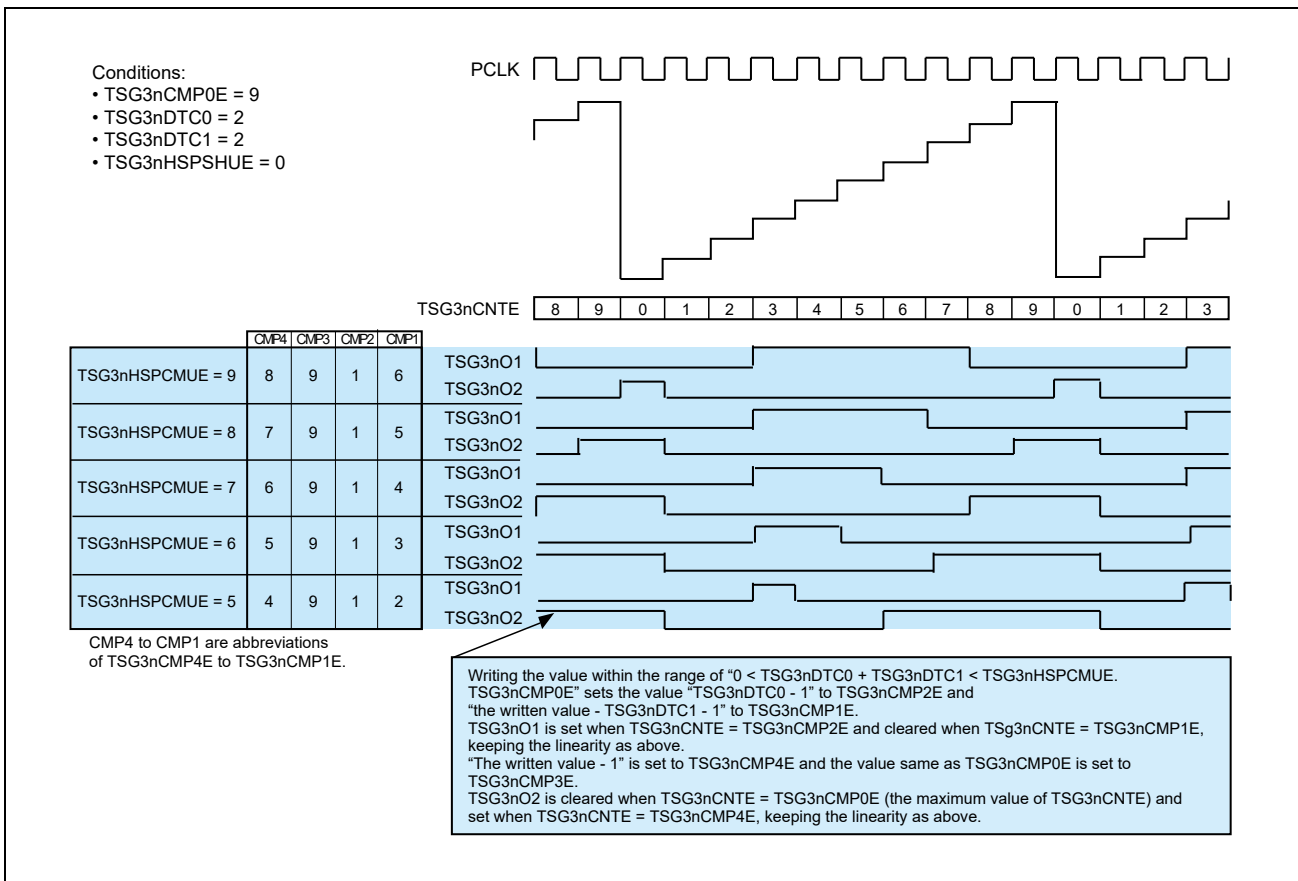 Conditions:
• TSG3nCMP0E = 9
• TSG3nDTC0 = 2
• TSG3nDTC1 = 2
• TSG3nHSPSHUE = 0
PCLK
TSG3nCNTE 8 9 0 1 2 3 4 5 6 7 8 9 0 1 2 3
CMP4 CMP3 CMP2 CMP1
TSG3nHSPCMUE = 9 8 9 1 6 TSG3nO1
TSG3nO2
TSG3nHSPCMUE = 8 7 9 1 5 TSG3nO1
TSG3nO2
TSG3nHSPCMUE = 7 6 9 1 4 TSG3nO1
TSG3nO2
TSG3nHSPCMUE = 6 5 9 1 3 TSG3nO1
TSG3nO2
TSG3nHSPCMUE = 5 4 9 1 2 TSG3nO1
TSG3nO2
CMP4 to CMP1 are abbreviations
of TSG3nCMP4E to TSG3nCMP1E.
Writing the value within the range of “0 < TSG3nDTC0 + TSG3nDTC1 < TSG3nHSPCMUE.
TSG3nCMP0E” sets the value “TSG3nDTC0 - 1” to TSG3nCMP2E and
“the written value - TSG3nDTC1 - 1” to TSG3nCMP1E.
TSG3nO1 is set when TSG3nCNTE = TSG3nCMP2E and cleared when TSg3nCNTE = TSG3nCMP1E,
keeping the linearity as above.
“The written value - 1” is set to TSG3nCMP4E and the value same as TSG3nCMP0E is set to
TSG3nCMP3E.
TSG3nO2 is cleared when TSG3nCNTE = TSG3nCMP0E (the maximum value of TSG3nCNTE) and
set when TSG3nCNTE = TSG3nCMP4E, keeping the linearity as above.